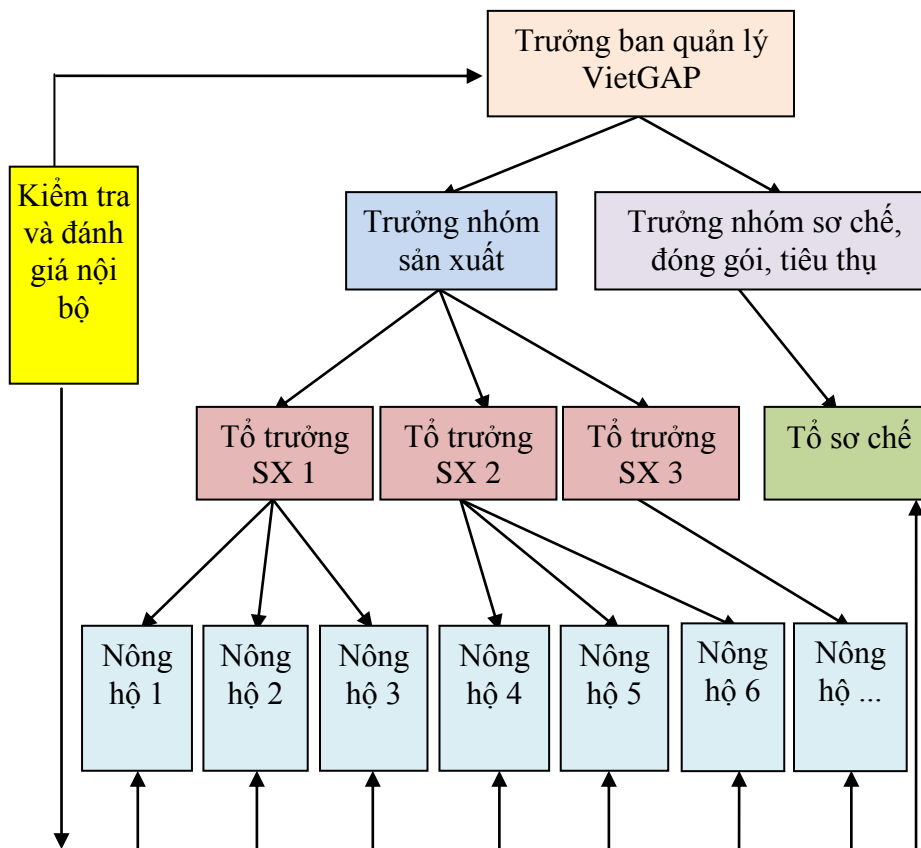 Trưởng ban quản lý
VietGAP
Kiểm tra
và đánh
giá nội
bộ
Trưởng nhóm
sản xuất
Trưởng nhóm sơ chế,
đóng gói, tiêu thụ
Tổ trưởng
SX 1
Tổ trưởng
SX 2
Tổ trưởng
SX 3
Tổ sơ chế
Nông
hộ 1
Nông
hộ 2
Nông
hộ 3
Nông
hộ 4
Nông
hộ 5
Nông
hộ 6
Nông
hộ ...